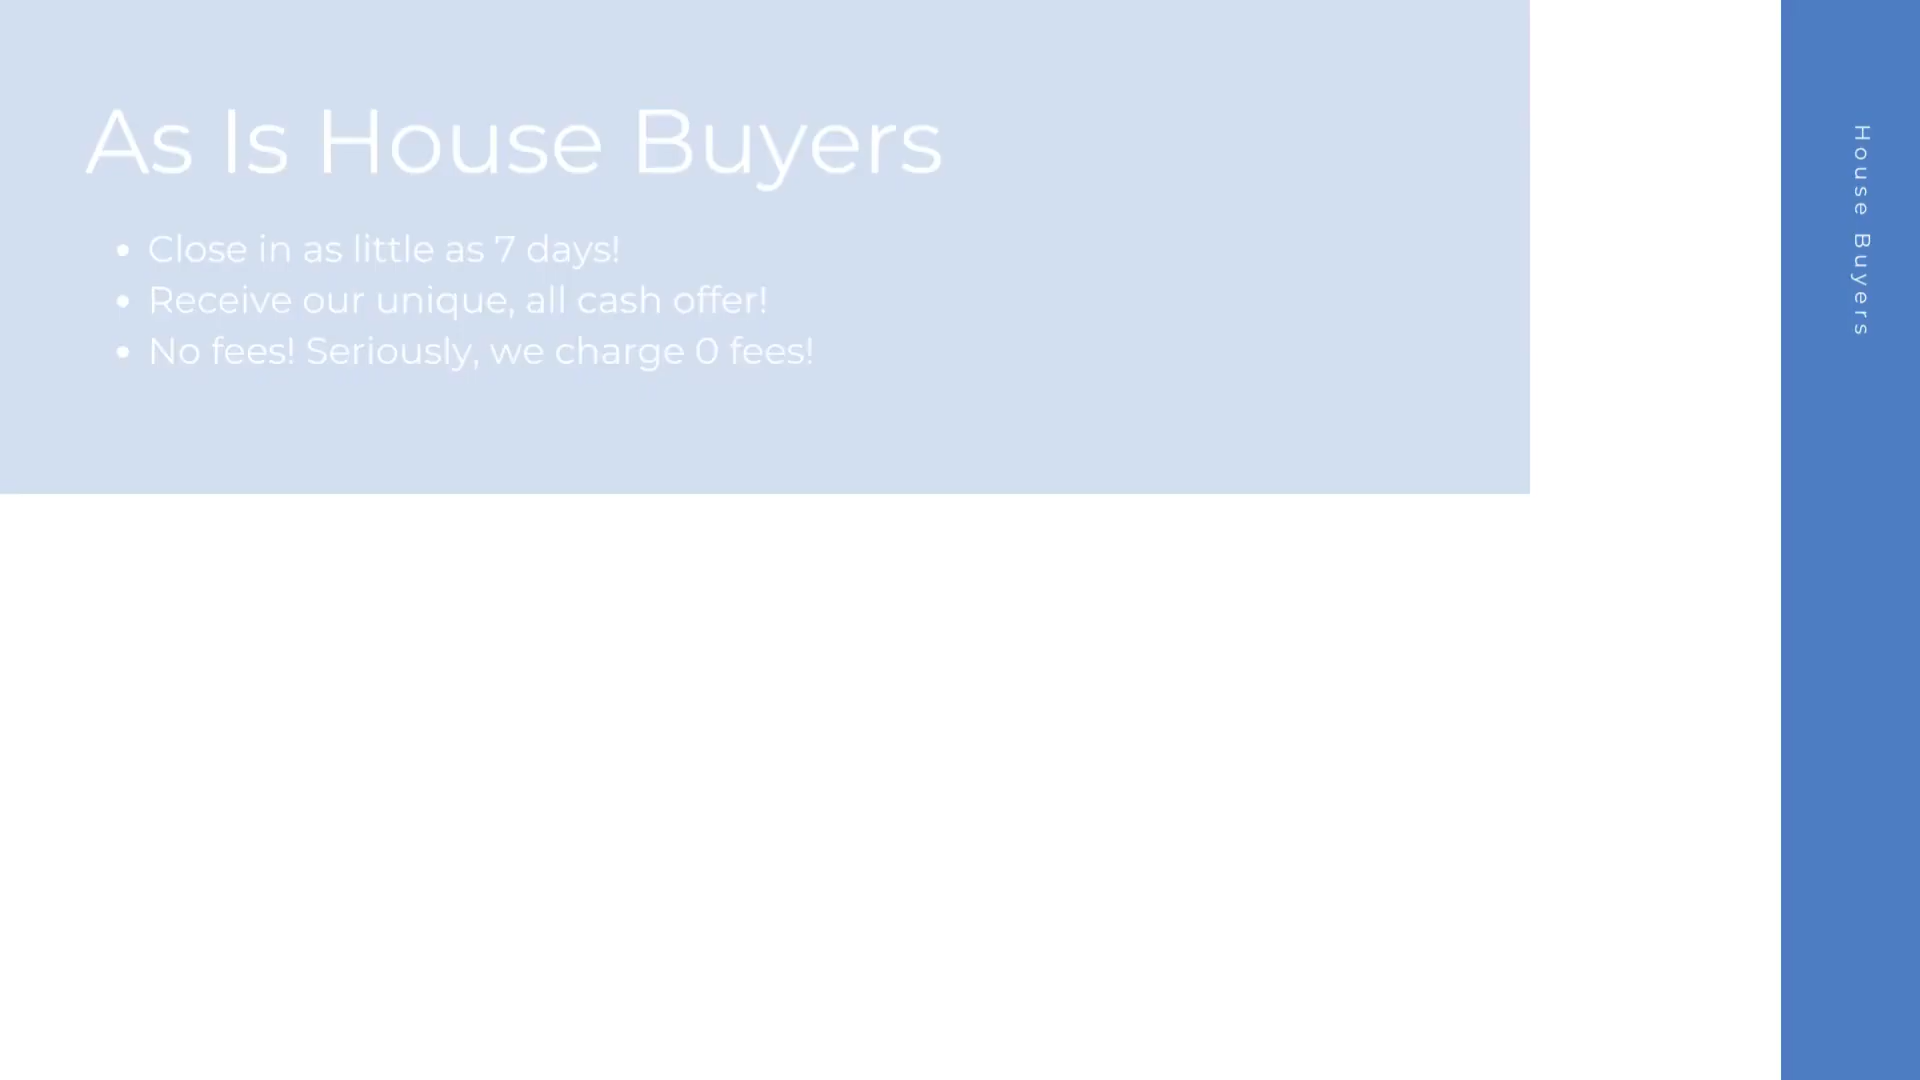 As Is House Buyers
• Close in as little as 7 days!
• Receive our unique, all cash offer!
• No fees! Seriously, we charge 0 fees!
House Buyers